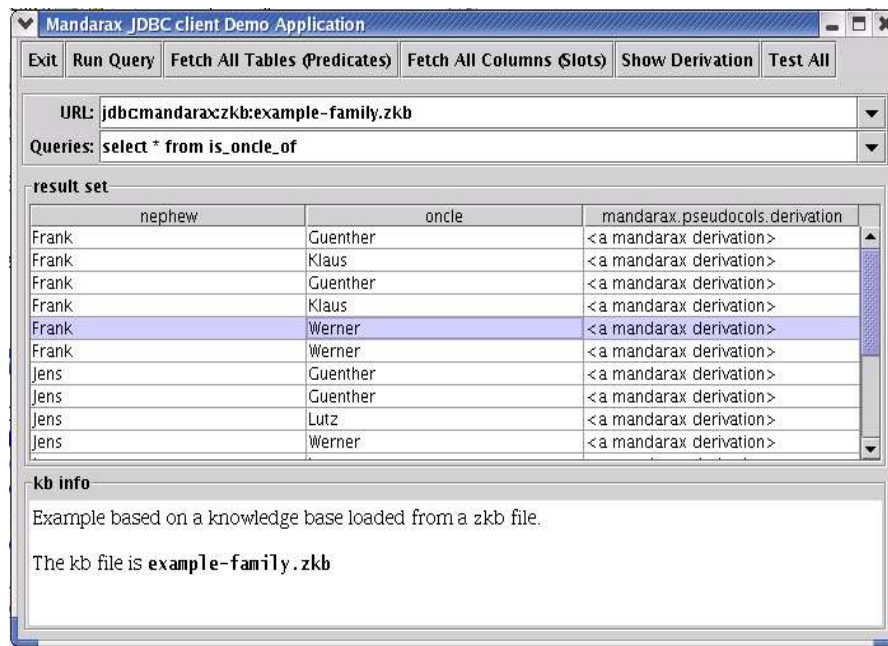 Mandarax JDBC client Demo Application
Exit Run Query Fetch All Tables (Predicates) Fetch All Columns (Slots) Show Derivation Test All
URL: jdbc:mandarax:zkb:example-family.zkb
Queries: select * from is_oncle_of
result set
nephew oncle mandarax.pseudocols.derivation
Frank Guenther <a mandarax derivation>
Frank Klaus <a mandarax derivation>
Frank Guenther <a mandarax derivation>
Frank Klaus <a mandarax derivation>
Frank Werner <a mandarax derivation>
Frank Werner <a mandarax derivation>
Jens Guenther <a mandarax derivation>
Jens Guenther <a mandarax derivation>
Jens Lutz <a mandarax derivation>
Jens Werner <a mandarax derivation>
kb info
Example based on a knowledge base loaded from a zkb file.
The kb file is example-family.zkb